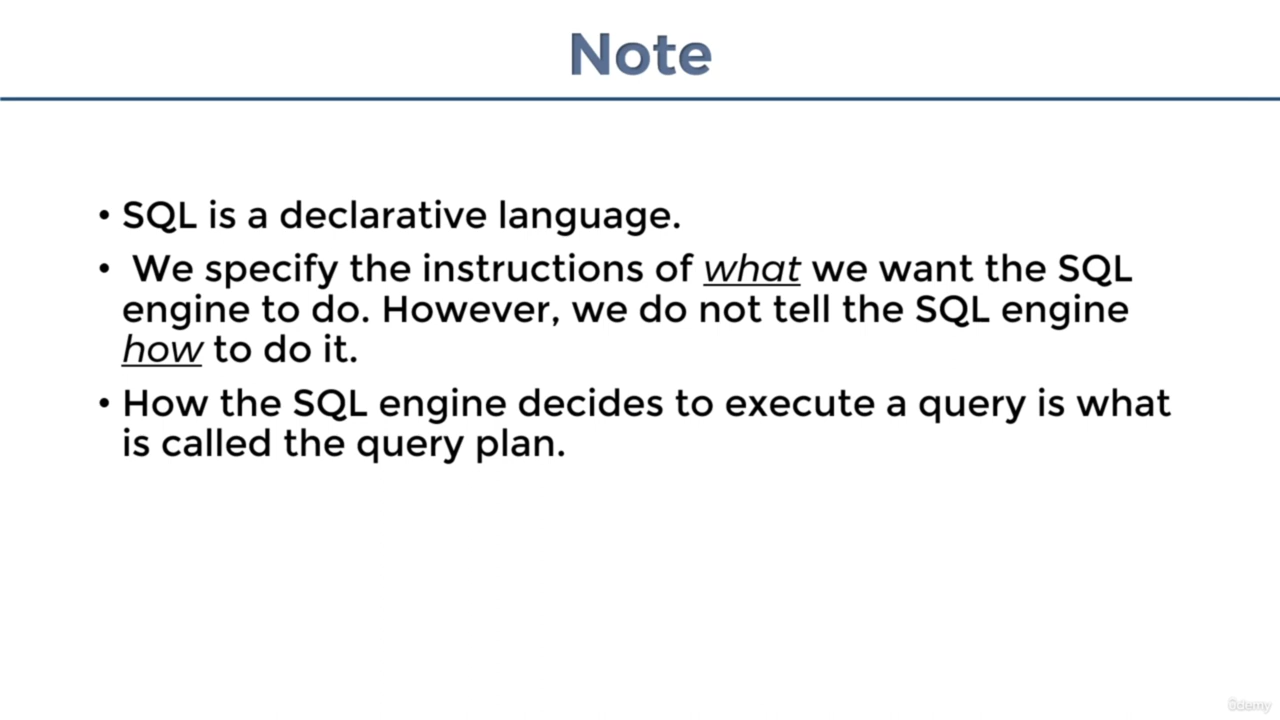 Note
• SQL is a declarative language.
• We specify the instructions of what we want the SQL
engine to do. However, we do not tell the SQL engine
how to do it.
• How the SQL engine decides to execute a query is what
is called the query plan.
ûdemy